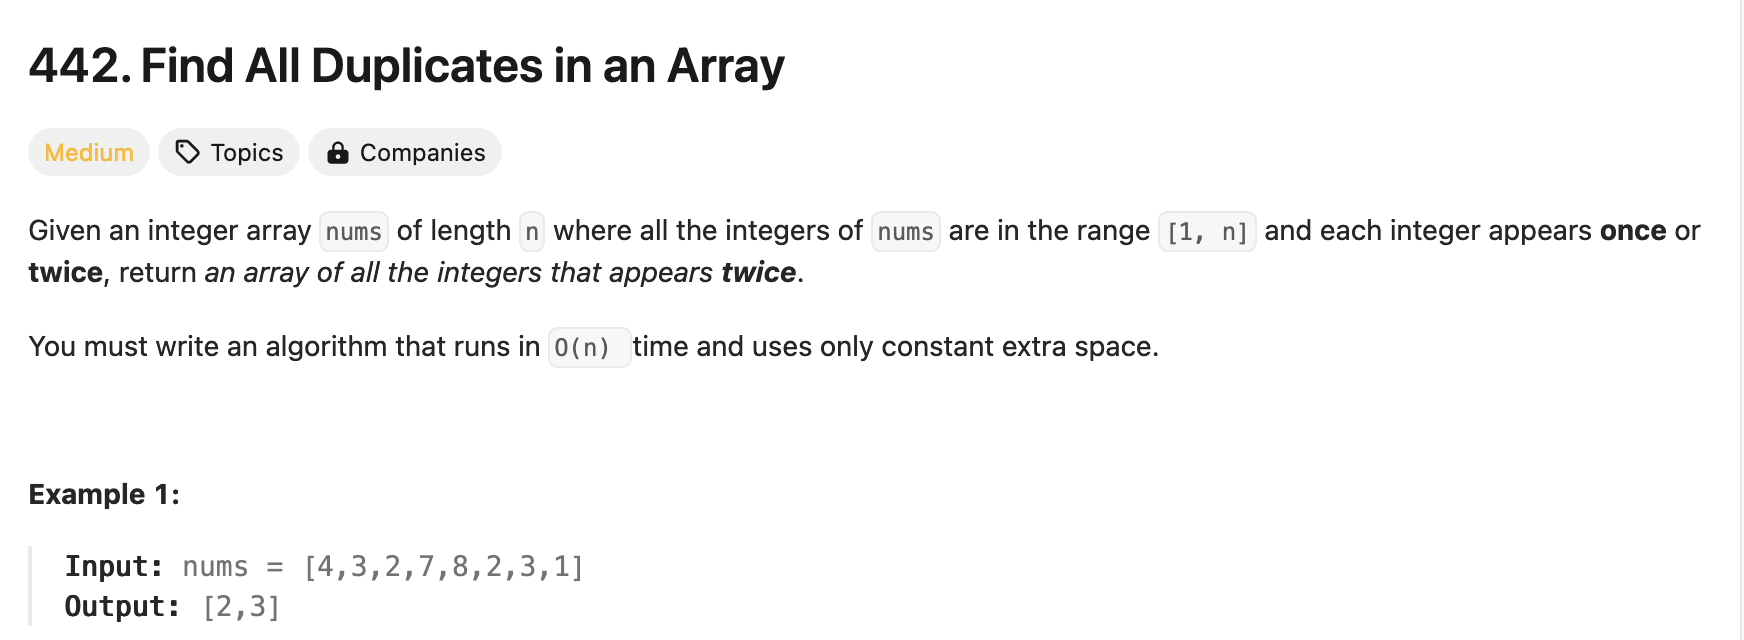 442. Find All Duplicates in an Array
Medium Topics Companies
Given an integer array nums of length n where all the integers of nums are in the range [1, n] and each integer appears once or
twice, return an array of all the integers that appears twice.
You must write an algorithm that runs in O(n) time and uses only constant extra space.
Example 1:
Input: nums = [4,3,2,7,8,2,3,1]
Output: [2,3]